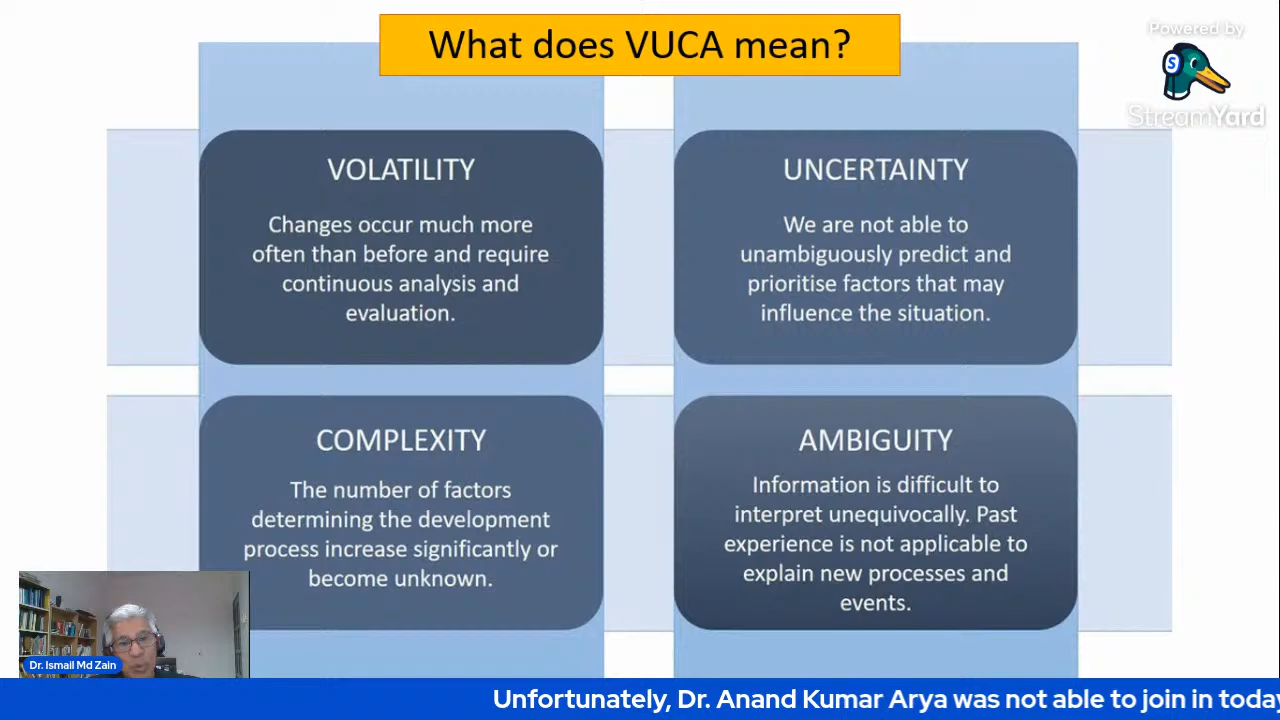 What does VUCA mean?
Powered by
S
StreamYard
VOLATILITY
Changes occur much more
often than before and require
continuous analysis and
evaluation.
UNCERTAINTY
We are not able to
unambiguously predict and
prioritise factors that may
influence the situation.
COMPLEXITY
The number of factors
determining the development
process increase significantly or
become unknown.
AMBIGUITY
Information is difficult to
interpret unequivocally. Past
experience is not applicable to
explain new processes and
events.
Dr. Ismail Md Zain
Unfortunately, Dr. Anand Kumar Arya was not able to join in today